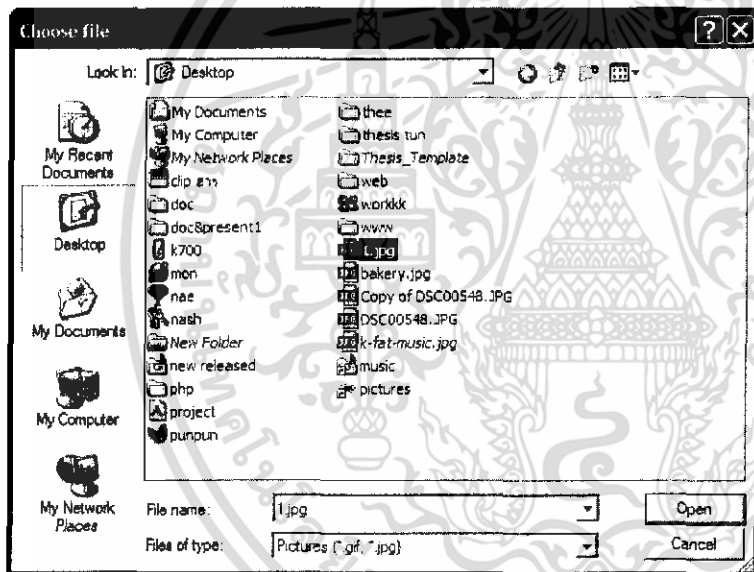 Choose file
Look in:
Desktop
My Recent
Documents
Desktop
My Documents
My Computer
My Network
Places
My Documents
My Computer
My Network Places
clip
doc
doc&present1
k700
mon
nae
nash
New Folder
new released
php
project
punpun
thee
thesis tun
Thesis_Template
web
workkk
www
1.jpg
bakery.jpg
Copy of DSC00548.JPG
DSC00548.JPG
k-fat-music.jpg
music
pictures
File name:
1.jpg
Open
Files of type:
Pictures (*.gif, *.jpg)
Cancel